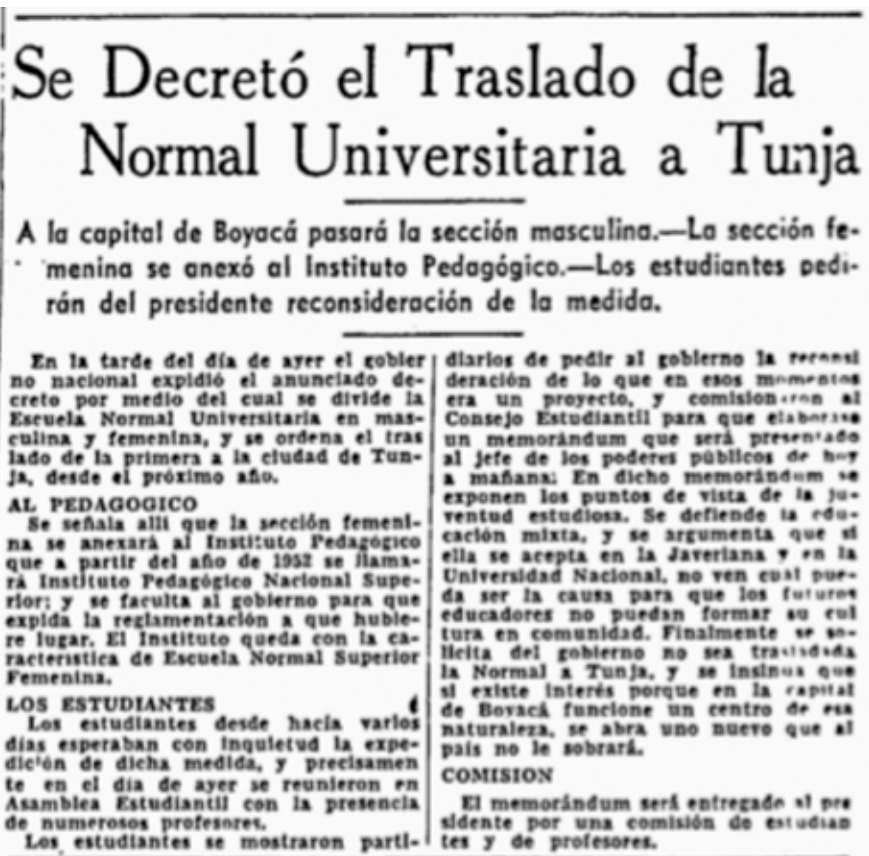 Se Decretó el Traslado de la
Normal Universitaria a Tunja
A la capital de Boyacá pasará la sección masculina.—La sección fe-
menina se anexó al Instituto Pedagógico.—Los estudiantes pedi-
rán del presidente reconsideración de la medida.
En la tarde del día de ayer el gobier
no nacional expidió el anunciado de-
creto por medio del cual se divide la
Escuela Normal Universitaria en mas-
culina y femenina, y se ordena el tras
lado de la primera a la ciudad de Tun-
ja, desde el próximo año.
AL PEDAGOGICO
Se señala allí que la sección femeni-
na se anexará al Instituto Pedagógico
que a partir del año de 1952 se llama-
rá Instituto Pedagógico Nacional Supe-
rior; y se faculta al gobierno para que
expida la reglamentación a que hubie-
re lugar. El Instituto queda con la ca-
racterística de Escuela Normal Superior
Femenina.
LOS ESTUDIANTES
Los estudiantes desde hacía varios
días esperaban con inquietud la expe-
dición de dicha medida, y precisamen
te en el día de ayer se reunieron en
Asamblea Estudiantil con la presencia
de numerosos profesores.
Los estudiantes se mostraron parti-
diarios de pedir al gobierno la reconsi
deración de lo que en esos momentos
era un proyecto, y comisionaron al
Consejo Estudiantil para que elaborase
un memorándum que será presentado
al jefe de los poderes públicos de hoy
a mañana: En dicho memorándum se
exponen los puntos de vista de la ju-
ventud estudiosa. Se defiende la edu-
cación mixta, y se argumenta que si
ella se acepta en la Javeriana y en la
Universidad Nacional, no ven cuál pue-
da ser la causa para que los futuros
educadores no puedan formar su cul
tura en comunidad. Finalmente se so-
licita del gobierno no sea trasladada
la Normal a Tunja, y se insinua que
si existe interés porque en la capital
de Boyacá funcione un centro de esa
naturaleza, se abra uno nuevo que al
país no le sobrará.
COMISION
El memorándum será entregado al pre
sidente por una comisión de estudian
tes y de profesores.